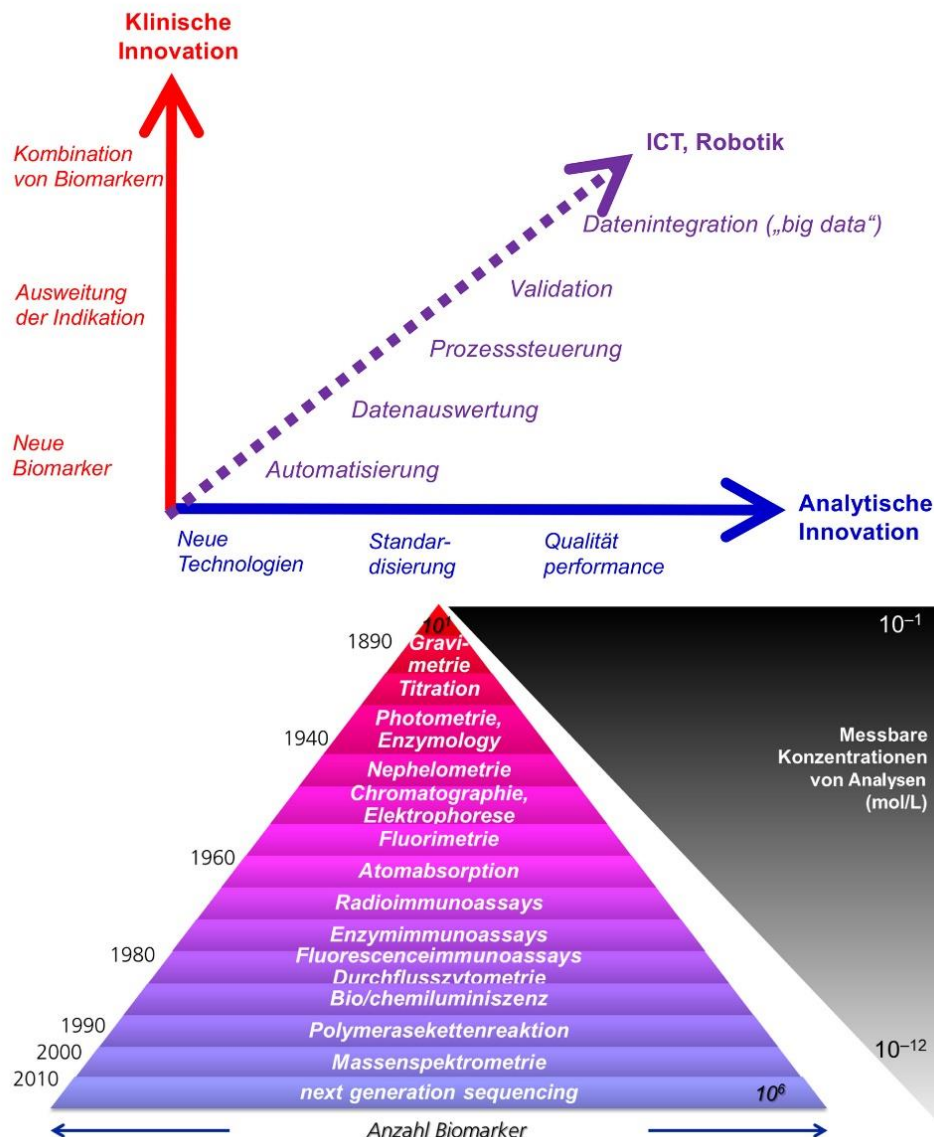 Klinische
Innovation
Kombination
von Biomarkern
Ausweitung
der Indikation
Neue
Biomarker
ICT, Robotik
Datenintegration („big data“)
Validation
Prozesssteuerung
Datenauswertung
Automatisierung
Analytische
Innovation
Neue
Technologien
Standar-
disierung
Qualität
performance
1890
1940
1960
1980
1990
2000
2010
10¹
Gravi-
metrie
Titration
Photometrie,
Enzymology
Nephelometrie
Chromatographie,
Elektrophorese
Fluorimetrie
Atomabsorption
Radioimmunoassays
Enzymimmunoassays
Fluorescenceimmunoassays
Durchflusszytometrie
Bio/chemiluminiszenz
Polymerasekettenreaktion
Massenspektrometrie
next generation sequencing
10⁶
10⁻¹
Messbare
Konzentrationen
von Analysen
(mol/L)
10⁻¹²
Anzahl Biomarker